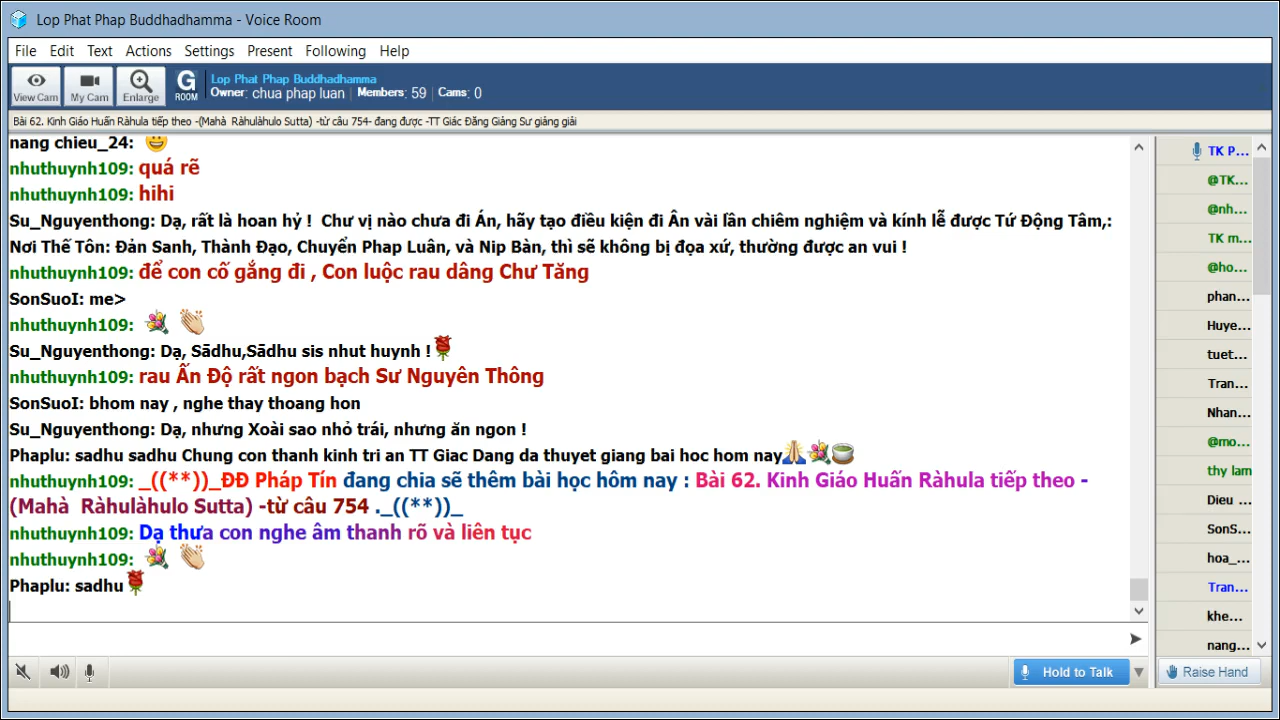 Lop Phat Phap Buddhadhamma - Voice Room
File Edit Text Actions Settings Present Following Help
View Cam My Cam Enlarge G ROOM
Lop Phat Phap Buddhadhamma
Owner: chua phap luan | Members: 59 | Cams: 0
Bài 62. Kinh Giáo Huấn Ràhula tiếp theo -(Mahà Ràhulàhulo Sutta) -từ câu 754- đang được -TT Giác Đăng Giảng Sư giảng giải
nang chieu_24:
nhuthuynh109: quá rẽ
nhuthuynh109: hihi
Su_Nguyenthong: Dạ, rất là hoan hỷ ! Chư vị nào chưa đi Án, hãy tạo điều kiện đi Ân vài lần chiêm nghiệm và kính lễ được Tứ Động Tâm,:
Nơi Thế Tôn: Đản Sanh, Thành Đạo, Chuyển Phap Luân, và Nip Bàn, thì sẽ không bị đọa xứ, thường được an vui !
nhuthuynh109: để con cố gắng đi , Con luộc rau dâng Chư Tăng
SonSuoI: me>
nhuthuynh109:
Su_Nguyenthong: Dạ, Sādhu,Sādhu sis nhut huynh !
nhuthuynh109: rau Ấn Độ rất ngon bạch Sư Nguyên Thông
SonSuoI: bhom nay , nghe thay thoang hon
Su_Nguyenthong: Dạ, nhưng Xoài sao nhỏ trái, nhưng ăn ngon !
Phaplu: sadhu sadhu Chung con thanh kinh tri an TT Giac Dang da thuyet giang bai hoc hom nay
nhuthuynh109: _((**))_ĐĐ Pháp Tín đang chia sẽ thêm bài học hôm nay : Bài 62. Kinh Giáo Huấn Ràhula tiếp theo -
(Mahà Ràhulàhulo Sutta) -từ câu 754 ._((**))_
nhuthuynh109: Dạ thưa con nghe âm thanh rõ và liên tục
nhuthuynh109:
Phaplu: sadhu
TK P...
@TK...
@nh...
TK m...
@ho...
phan...
Huye...
tuet...
Tran...
Nhan...
@mo...
thy lam
Dieu ...
SonS...
hoa_...
Tran...
khe...
nang...
Hold to Talk
Raise Hand